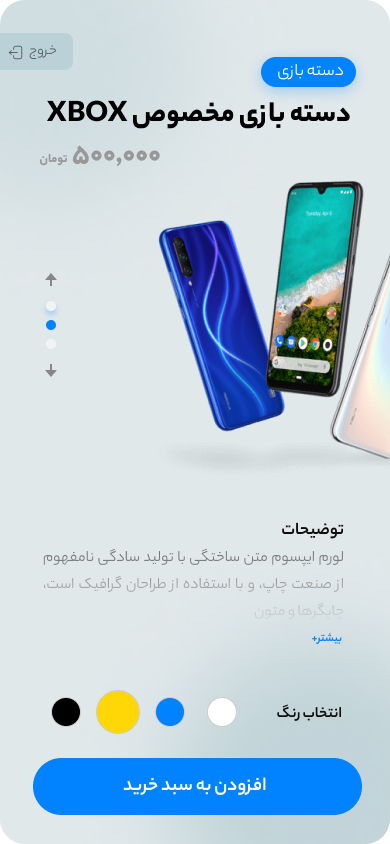 خروج
دسته بازی
دسته بازی مخصوص XBOX
۵۰۰,۰۰۰ تومان
توضیحات
لورم ایپسوم متن ساختگی با تولید سادگی نامفهوم
از صنعت چاپ، و با استفاده از طراحان گرافیک است،
چاپگرها و متون
بیشتر+
انتخاب رنگ
افزودن به سبد خرید